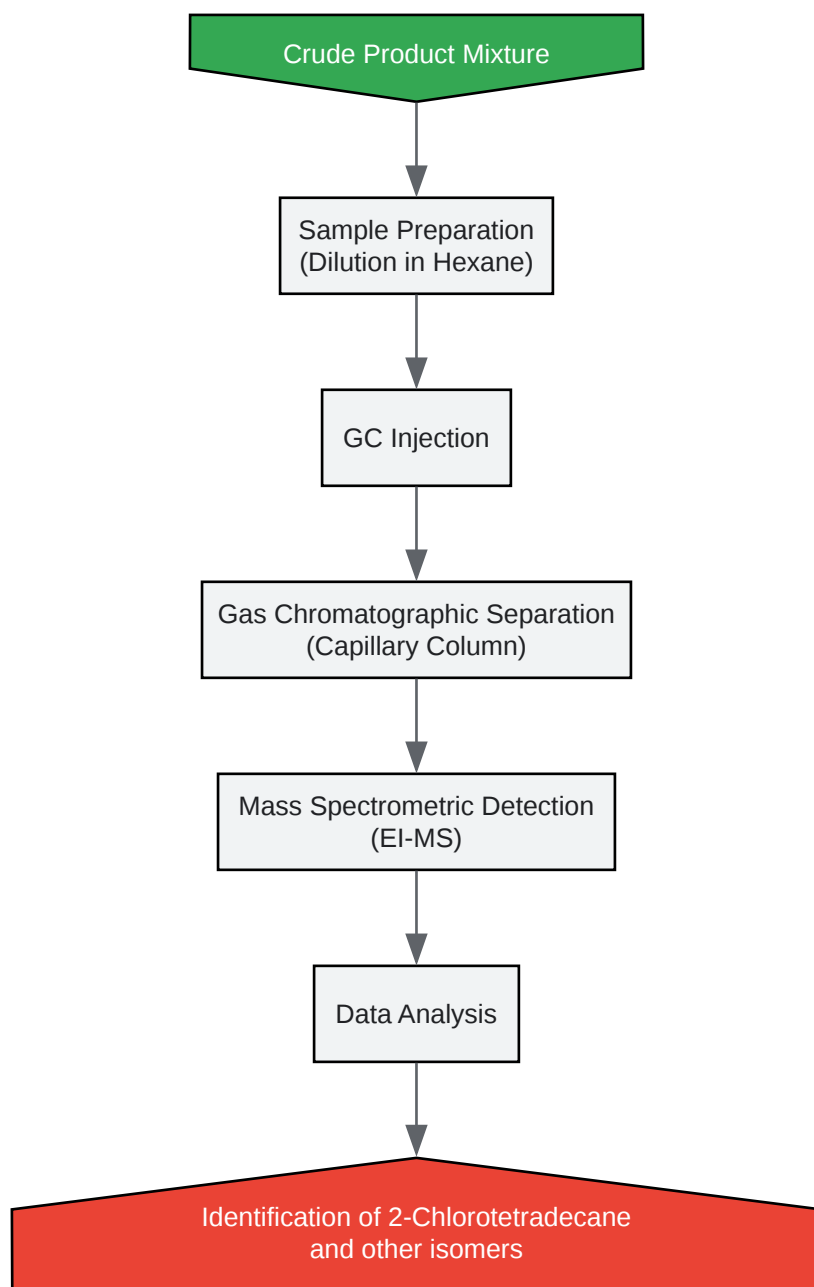 Crude Product Mixture
Sample Preparation
(Dilution in Hexane)
GC Injection
Gas Chromatographic Separation
(Capillary Column)
Mass Spectrometric Detection
(EI-MS)
Data Analysis
Identification of 2-Chlorotetradecane
and other isomers